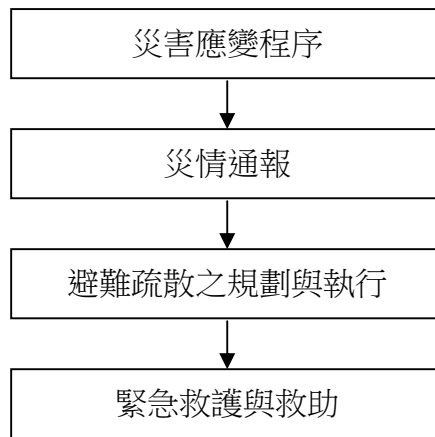 災害應變程序
災情通報
避難疏散之規劃與執行
緊急救護與救助